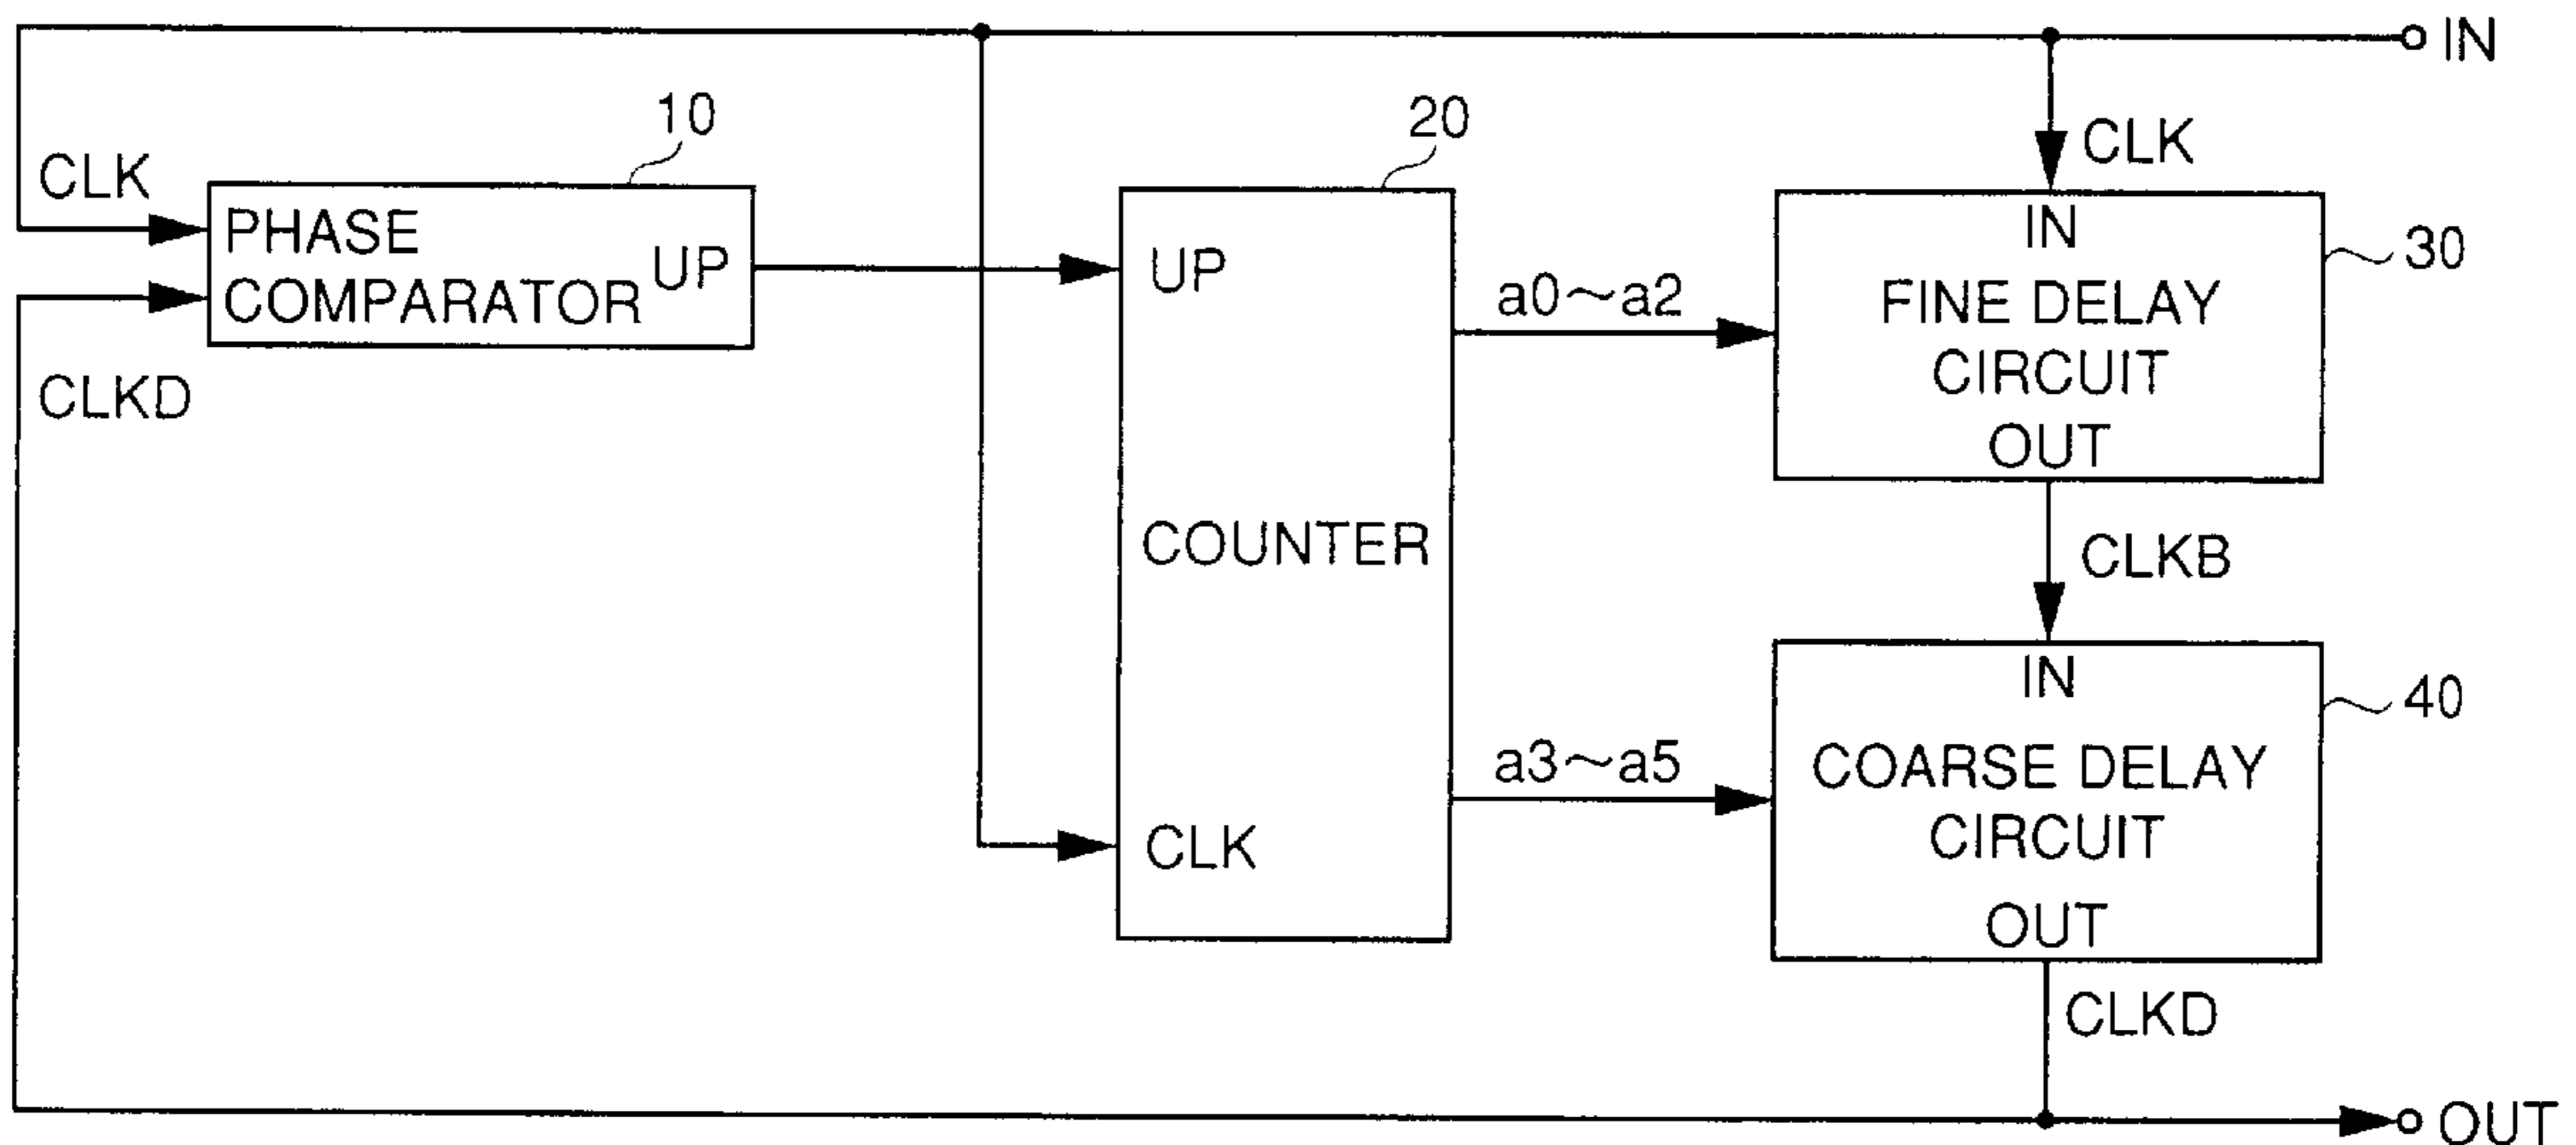 IN
10
20
CLK
CLK
PHASE
COMPARATOR
UP
UP
IN
30
FINE DELAY
CIRCUIT
OUT
a0~a2
CLKD
COUNTER
CLKB
IN
40
COARSE DELAY
CIRCUIT
OUT
a3~a5
CLK
CLKD
OUT